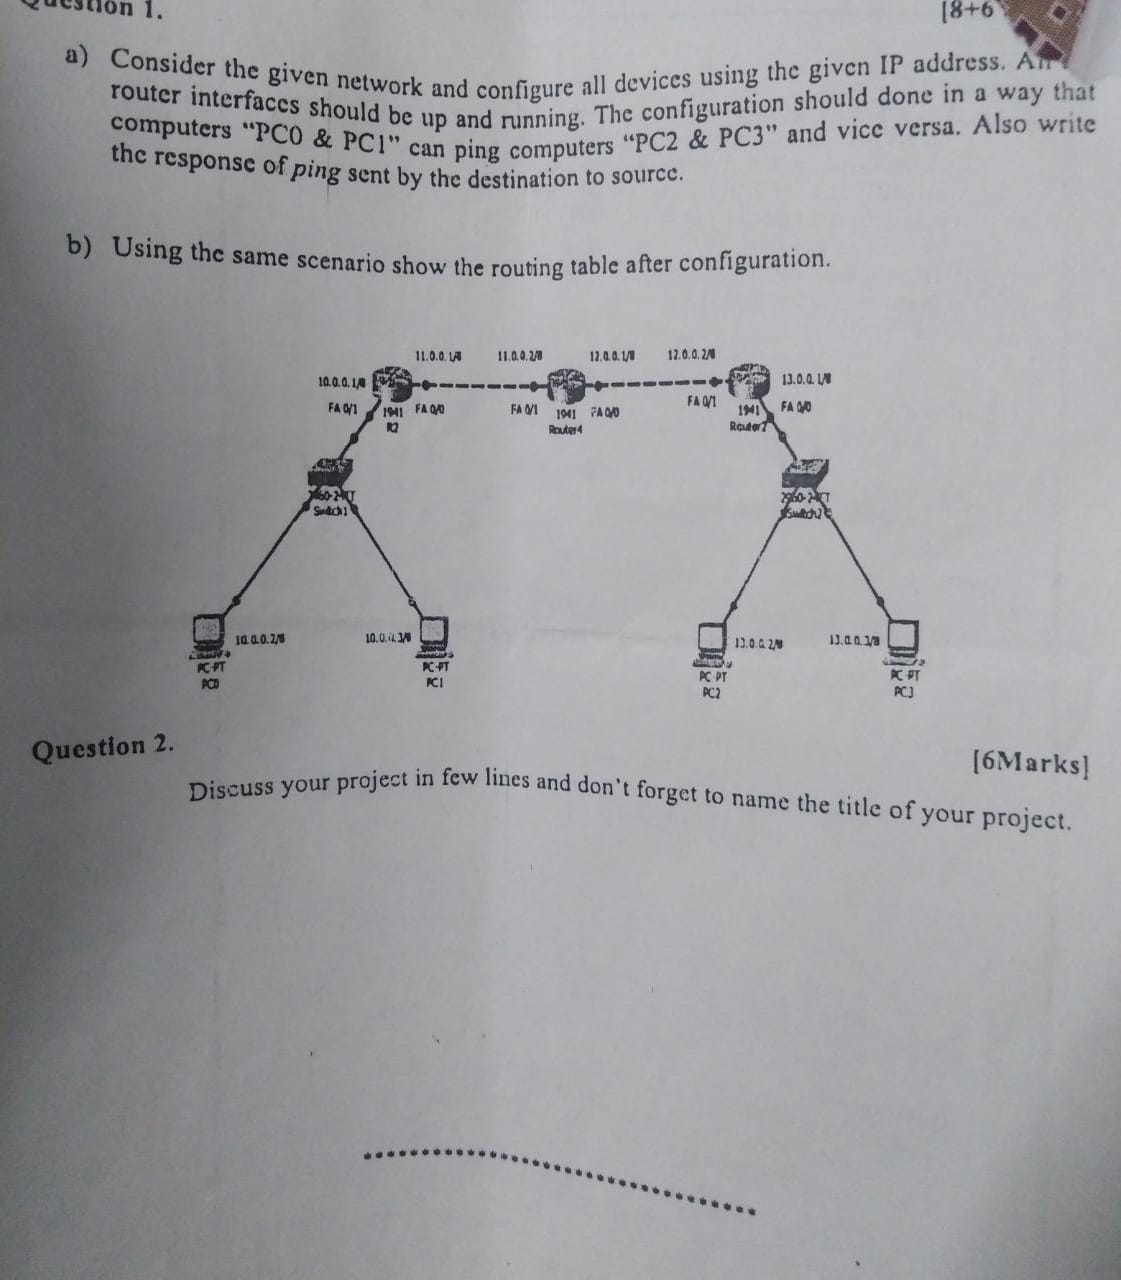 Question 1.
[8+6
a) Consider the given network and configure all devices using the given IP address. All
router interfaces should be up and running. The configuration should done in a way that
computers “PC0 & PC1” can ping computers “PC2 & PC3” and vice versa. Also write
the response of ping sent by the destination to source.
b) Using the same scenario show the routing table after configuration.
11.0.0.1/8 11.0.0.2/8 12.0.0.1/8 12.0.0.2/8
10.0.0.1/8 13.0.0.1/8
FA 0/1 1941 FA 0/0 FA 0/1 1941 FA 0/0 FA 0/1 1941 FA 0/0
R2 Router4 Router7
2960-24TT 2960-24TT
Switch1 Switch2
10.0.0.2/8 10.0.0.3/8 13.0.0.2/8 13.0.0.3/8
PC-PT PC-PT PC-PT PC-PT
PC0 PC1 PC2 PC3
Question 2.
[6Marks]
Discuss your project in few lines and don't forget to name the title of your project.